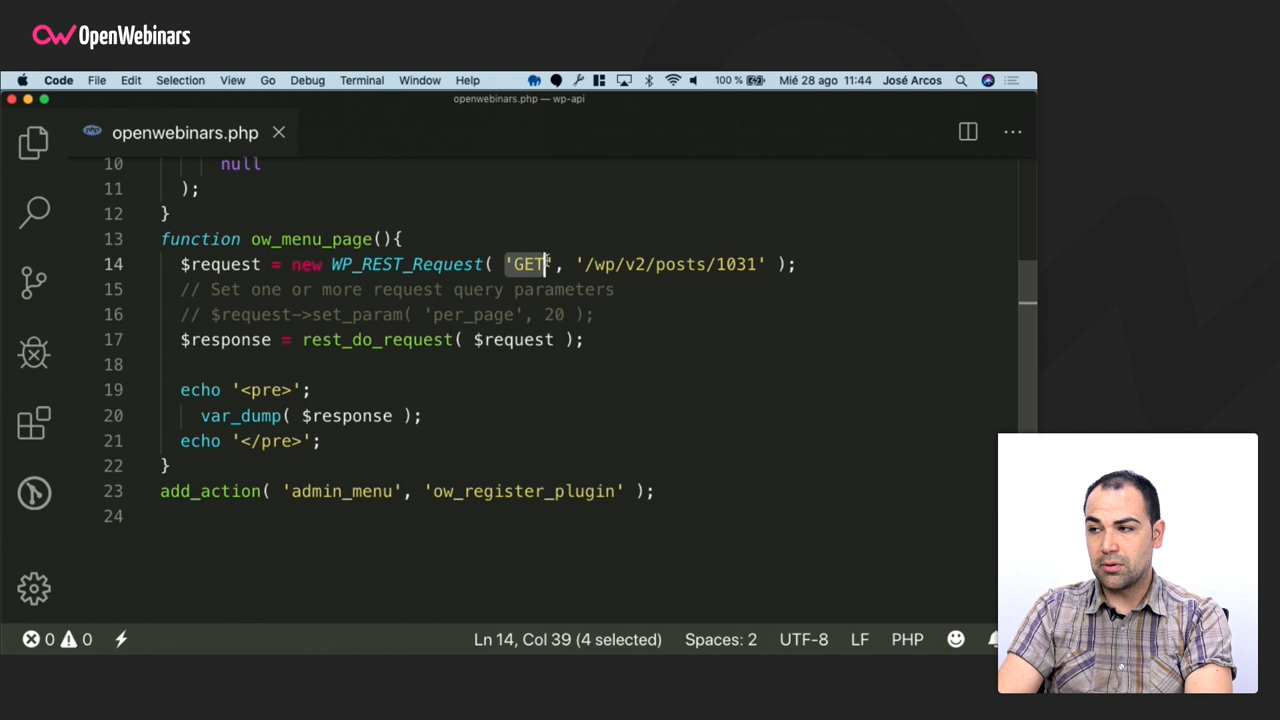 OpenWebinars
Code File Edit Selection View Go Debug Terminal Window Help 100 % Mié 28 ago 11:44 José Arcos
openwebinars.php — wp-api
openwebinars.php
10 null
11 );
12 }
13 function ow_menu_page(){
14 $request = new WP_REST_Request( 'GET', '/wp/v2/posts/1031' );
15 // Set one or more request query parameters
16 // $request->set_param( 'per_page', 20 );
17 $response = rest_do_request( $request );
18
19 echo '<pre>';
20 var_dump( $response );
21 echo '</pre>';
22 }
23 add_action( 'admin_menu', 'ow_register_plugin' );
24
0 0 Ln 14, Col 39 (4 selected) Spaces: 2 UTF-8 LF PHP